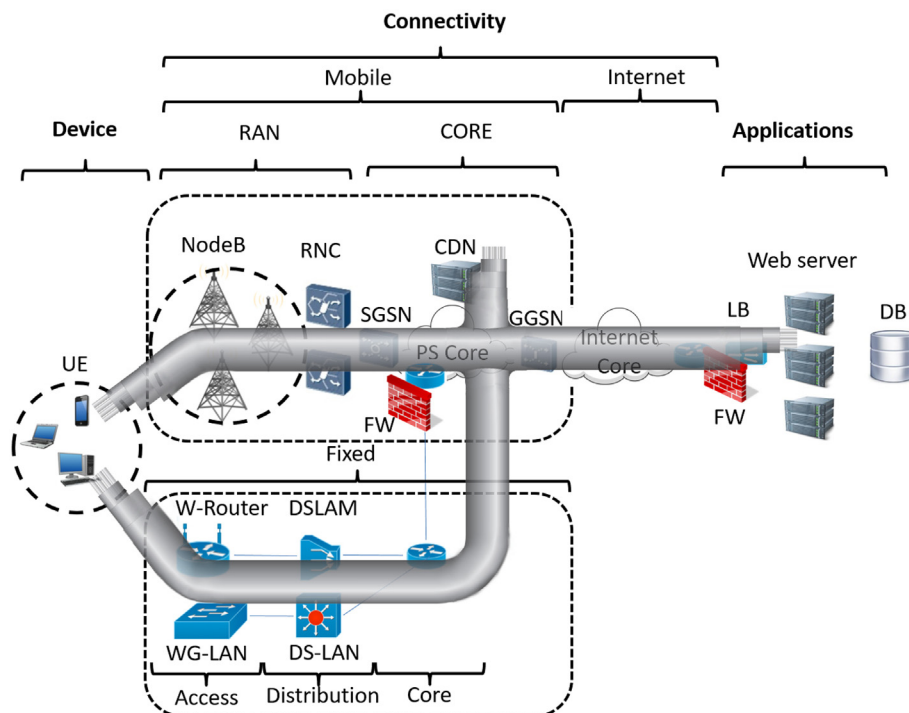 Connectivity
Mobile
Internet
Device
RAN
CORE
Applications
NodeB
RNC
CDN
Web server
SGSN
GGSN
LB
DB
PS Core
Internet
Core
UE
FW
FW
Fixed
W-Router
DSLAM
WG-LAN
DS-LAN
Access
Distribution
Core